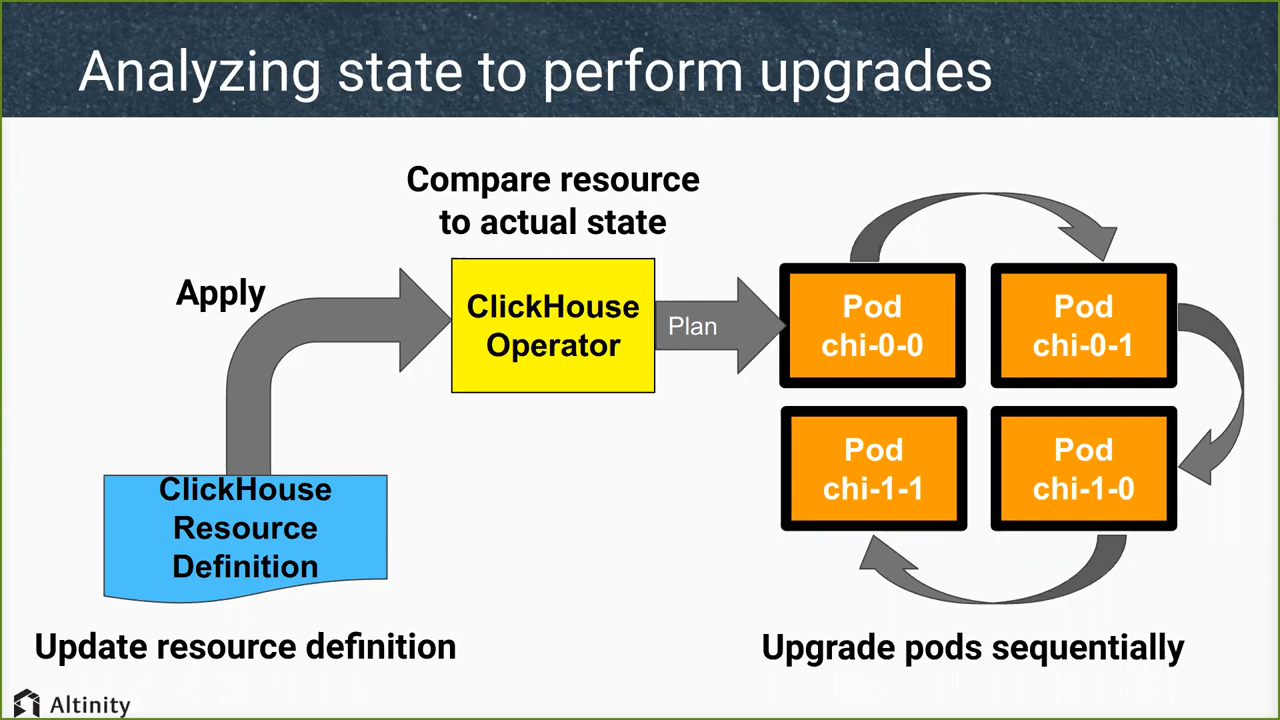 Analyzing state to perform upgrades
Compare resource
to actual state
Apply
ClickHouse
Operator
Plan
Pod
chi-0-0
Pod
chi-0-1
Pod
chi-1-1
Pod
chi-1-0
ClickHouse
Resource
Definition
Update resource definition
Upgrade pods sequentially
Altinity